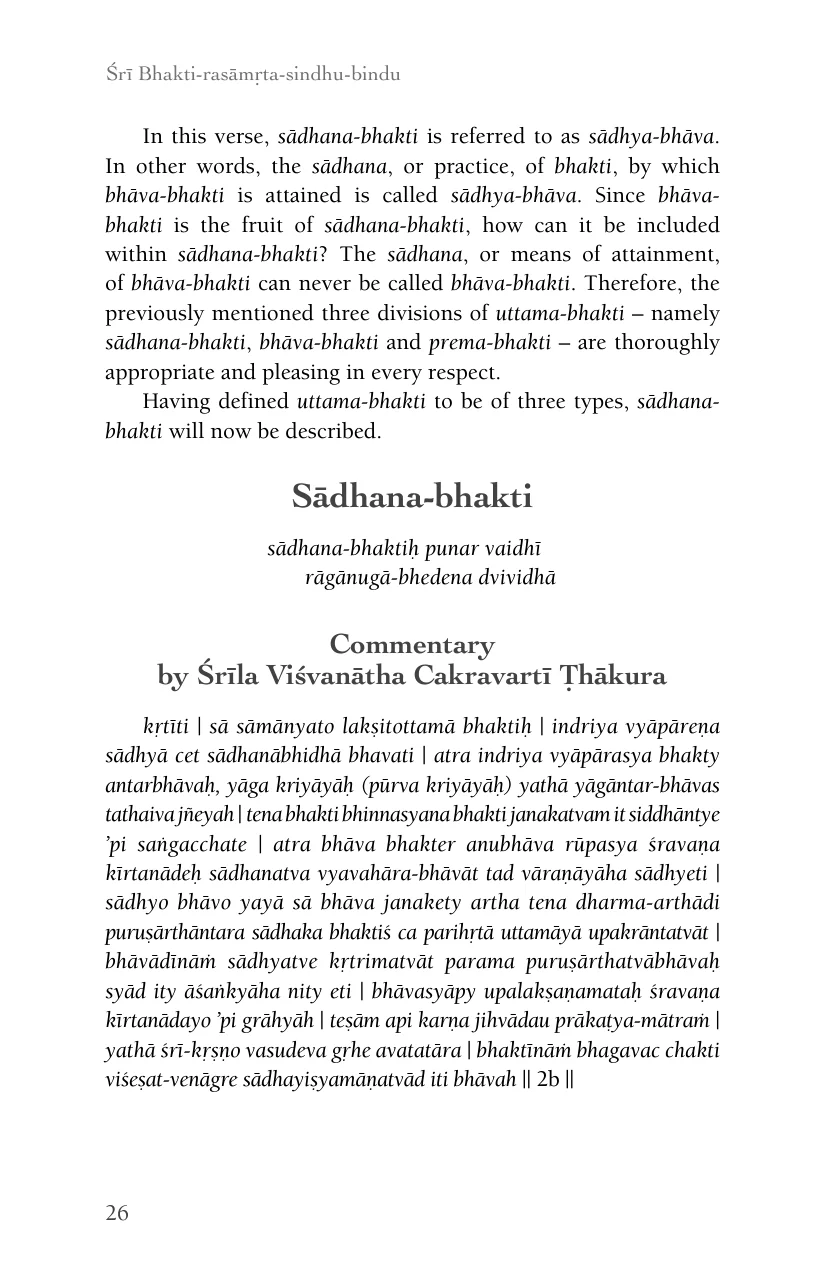 Śrī Bhakti-rasāmṛta-sindhu-bindu
In this verse, sādhana-bhakti is referred to as sādhya-bhāva.
In other words, the sādhana, or practice, of bhakti, by which
bhāva-bhakti is attained is called sādhya-bhāva. Since bhāva-
bhakti is the fruit of sādhana-bhakti, how can it be included
within sādhana-bhakti? The sādhana, or means of attainment,
of bhāva-bhakti can never be called bhāva-bhakti. Therefore, the
previously mentioned three divisions of uttama-bhakti – namely
sādhana-bhakti, bhāva-bhakti and prema-bhakti – are thoroughly
appropriate and pleasing in every respect.
Having defined uttama-bhakti to be of three types, sādhana-
bhakti will now be described.
Sādhana-bhakti
sādhana-bhaktiḥ punar vaidhī
rāgānugā-bhedena dvividhā
Commentary
by Śrīla Viśvanātha Cakravartī Ṭhākura
kṛtīti | sā sāmānyato lakṣitottamā bhaktiḥ | indriya vyāpāreṇa
sādhyā cet sādhanābhidhā bhavati | atra indriya vyāpārasya bhakty
antarbhāvaḥ, yāga kriyāyāḥ (pūrva kriyāyāḥ) yathā yāgāntar-bhāvas
tathaiva jñeyah | tena bhakti bhinnasyana bhakti janakatvam it siddhāntye
’pi saṅgacchate | atra bhāva bhakter anubhāva rūpasya śravaṇa
kīrtanādeḥ sādhanatva vyavahāra-bhāvāt tad vāraṇāyāha sādhyeti |
sādhyo bhāvo yayā sā bhāva janakety artha tena dharma-arthādi
puruṣārthāntara sādhaka bhaktiś ca parihṛtā uttamāyā upakrāntatvāt |
bhāvādīnāṁ sādhyatve kṛtrimatvāt parama puruṣārthatvābhāvaḥ
syād ity āśaṅkyāha nity eti | bhāvasyāpy upalakṣaṇamataḥ śravaṇa
kīrtanādayo ’pi grāhyāḥ | teṣām api karṇa jihvādau prākaṭya-mātraṁ |
yathā śrī-kṛṣṇo vasudeva gṛhe avatatāra | bhaktīnāṁ bhagavac chakti
viśeṣat-venāgre sādhayiṣyamāṇatvād iti bhāvah || 2b ||
26